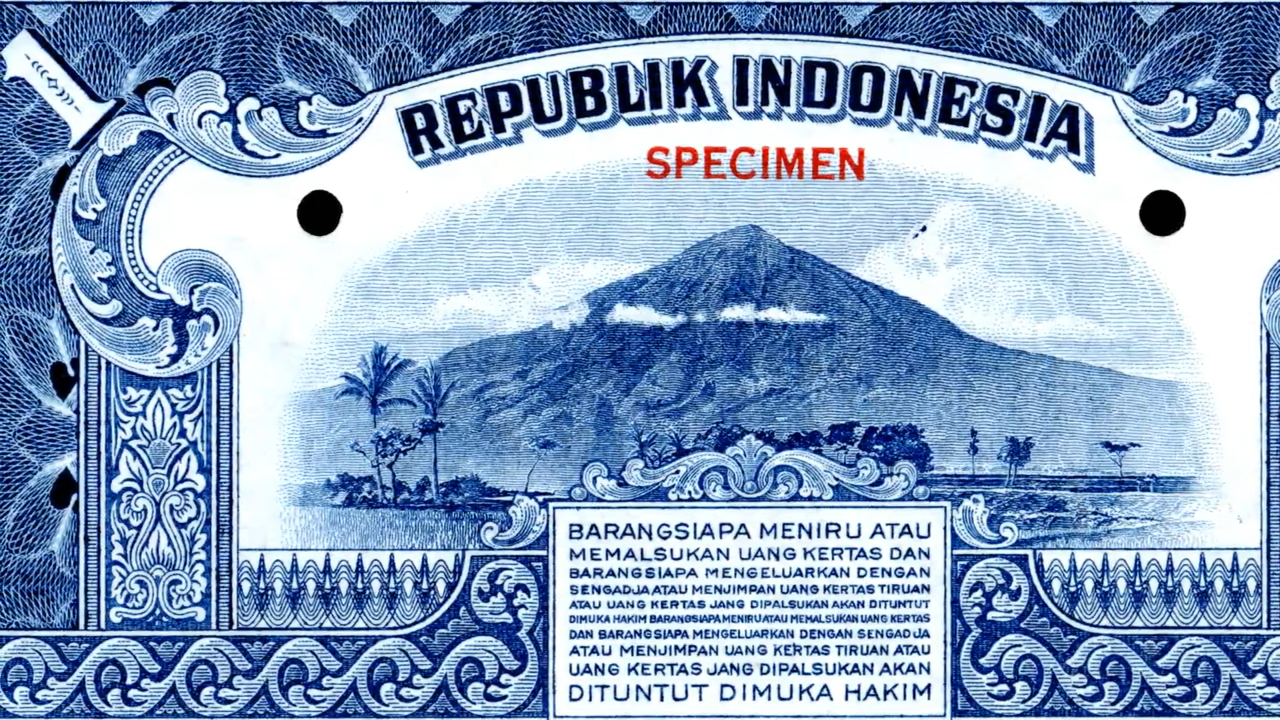 1
REPUBLIK INDONESIA
SPECIMEN
BARANGSIAPA MENIRU ATAU
MEMALSUKAN UANG KERTAS DAN
BARANGSIAPA MENGELUARKAN DENGAN
SENGADJA ATAU MENJIMPAN UANG KERTAS TIRUAN
ATAU UANG KERTAS JANG DIPALSUKAN AKAN DITUNTUT
DIMUKA HAKIM BARANGSIAPA MENIRU ATAU MEMALSUKAN UANG KERTAS
DAN BARANGSIAPA MENGELUARKAN DENGAN SENGADJA
ATAU MENJIMPAN UANG KERTAS TIRUAN ATAU
UANG KERTAS JANG DIPALSUKAN AKAN
DITUNTUT DIMUKA HAKIM